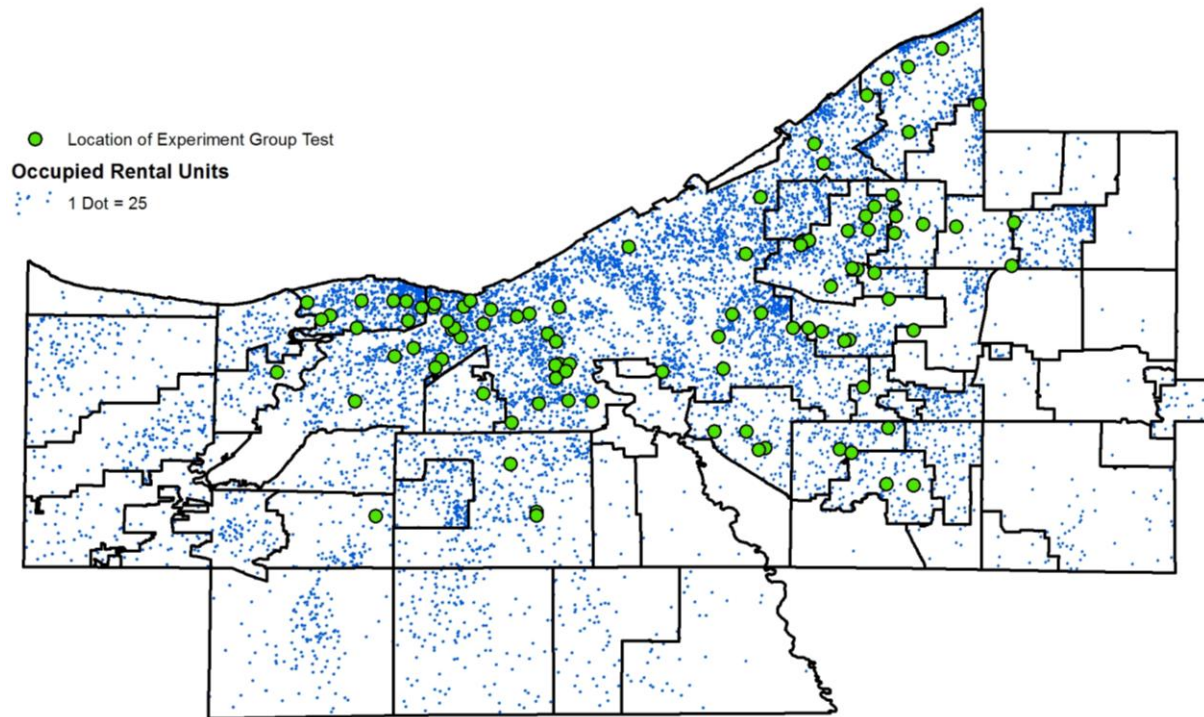 Location of Experiment Group Test
Occupied Rental Units
1 Dot = 25